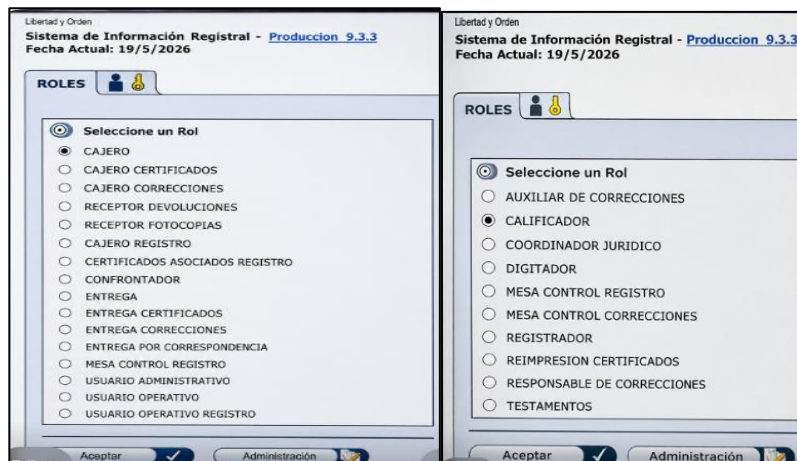 Libertad y Orden
Sistema de Información Registral - Produccion 9.3.3
Fecha Actual: 19/5/2026
ROLES
Seleccione un Rol
CAJERO
CAJERO CERTIFICADOS
CAJERO CORRECCIONES
RECEPTOR DEVOLUCIONES
RECEPTOR FOTOCOPIAS
CAJERO REGISTRO
CERTIFICADOS ASOCIADOS REGISTRO
CONFRONTADOR
ENTREGA
ENTREGA CERTIFICADOS
ENTREGA CORRECCIONES
ENTREGA POR CORRESPONDENCIA
MESA CONTROL REGISTRO
USUARIO ADMINISTRATIVO
USUARIO OPERATIVO
USUARIO OPERATIVO REGISTRO
Aceptar Administración
Libertad y Orden
Sistema de Información Registral - Produccion 9.3.3
Fecha Actual: 19/5/2026
ROLES
Seleccione un Rol
AUXILIAR DE CORRECCIONES
CALIFICADOR
COORDINADOR JURIDICO
DIGITADOR
MESA CONTROL REGISTRO
MESA CONTROL CORRECCIONES
REGISTRADOR
REIMPRESION CERTIFICADOS
RESPONSABLE DE CORRECCIONES
TESTAMENTOS
Aceptar Administración